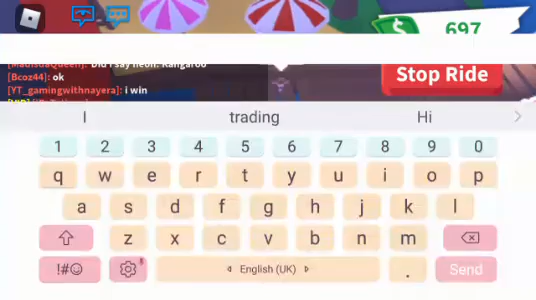 697
[MadisoaQueen]: Did I say neon. Kangaroo
[Bcoz44]: ok
[YT_gamingwithnayera]: i win
Stop Ride
I trading Hi
1 2 3 4 5 6 7 8 9 0
q w e r t y u i o p
a s d f g h j k l
z x c v b n m
!#☺ English (UK) . Send